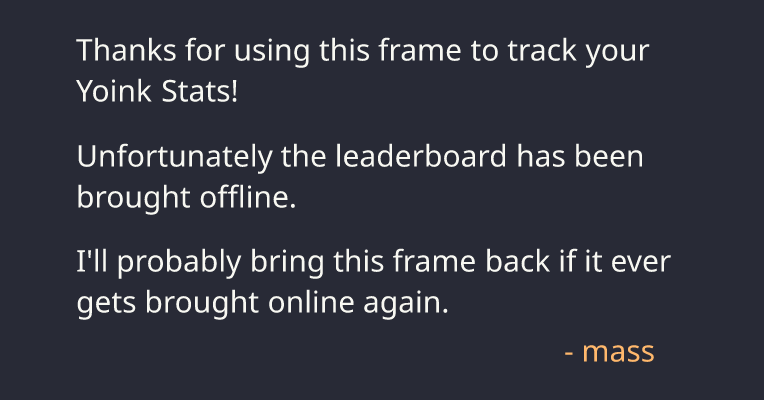 Thanks for using this frame to track your
Yoink Stats!
Unfortunately the leaderboard has been
brought offline.
I'll probably bring this frame back if it ever
gets brought online again.
- mass